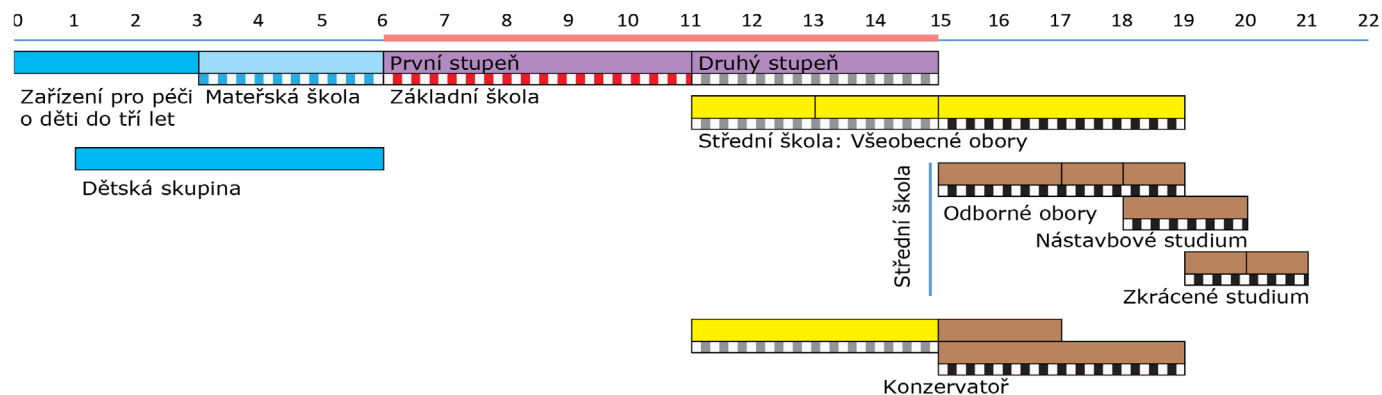 0 1 2 3 4 5 6 7 8 9 10 11 12 13 14 15 16 17 18 19 20 21 22
První stupeň Druhý stupeň
Zařízení pro péči
o děti do tří let
Mateřská škola
Základní škola
Střední škola: Všeobecné obory
Dětská skupina
Střední škola
Odborné obory
Nástavbové studium
Zkrácené studium
Konzervatoř